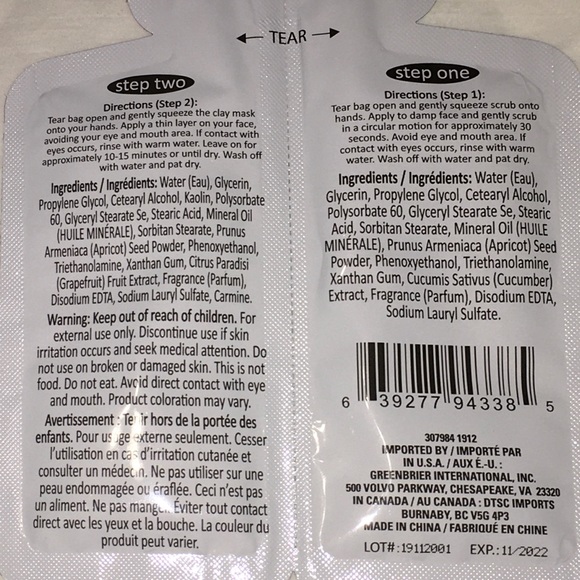 ← TEAR →
step two
Directions (Step 2):
Tear bag open and gently squeeze the clay mask
onto your hands. Apply a thin layer on your face,
avoiding your eye and mouth area. If contact with
eyes occurs, rinse with warm water. Leave on for
approximately 10-15 minutes or until dry. Wash off
with water and pat dry.
Ingredients / Ingrédients: Water (Eau), Glycerin,
Propylene Glycol, Cetearyl Alcohol, Kaolin, Polysorbate
60, Glyceryl Stearate Se, Stearic Acid, Mineral Oil
(HUILE MINÉRALE), Sorbitan Stearate, Prunus
Armeniaca (Apricot) Seed Powder, Phenoxyethanol,
Triethanolamine, Xanthan Gum, Citrus Paradisi
(Grapefruit) Fruit Extract, Fragrance (Parfum),
Disodium EDTA, Sodium Lauryl Sulfate, Carmine.
Warning: Keep out of reach of children. For
external use only. Discontinue use if skin
irritation occurs and seek medical attention. Do
not use on broken or damaged skin. This is not
food. Do not eat. Avoid direct contact with eye
and mouth. Product coloration may vary.
Avertissement : Tenir hors de la portée des
enfants. Pour usage externe seulement. Cesser
l'utilisation en cas d'irritation cutanée et
consulter un médecin. Ne pas utiliser sur une
peau endommagée ou éraflée. Ceci n'est pas
un aliment. Ne pas manger. Éviter tout contact
direct avec les yeux et la bouche. La couleur du
produit peut varier.
step one
Directions (Step 1):
Tear bag open and gently squeeze scrub onto
hands. Apply to damp face and gently scrub
in a circular motion for approximately 30
seconds. Avoid eye and mouth area. If
contact with eyes occurs, rinse with warm
water. Wash off with water and pat dry.
Ingredients / Ingrédients: Water (Eau),
Glycerin, Propylene Glycol, Cetearyl Alcohol,
Polysorbate 60, Glyceryl Stearate Se, Stearic
Acid, Sorbitan Stearate, Mineral Oil (HUILE
MINÉRALE), Prunus Armeniaca (Apricot) Seed
Powder, Phenoxyethanol, Triethanolamine,
Xanthan Gum, Cucumis Sativus (Cucumber)
Extract, Fragrance (Parfum), Disodium EDTA,
Sodium Lauryl Sulfate.
6 39277 94338 5
307984 1912
IMPORTED BY / IMPORTÉ PAR
IN U.S.A. / AUX É.-U. :
GREENBRIER INTERNATIONAL, INC.
500 VOLVO PARKWAY, CHESAPEAKE, VA 23320
IN CANADA / AU CANADA : DTSC IMPORTS
BURNABY, BC V5G 4P3
MADE IN CHINA / FABRIQUÉ EN CHINE
LOT#: 19112001 EXP.: 11/2022